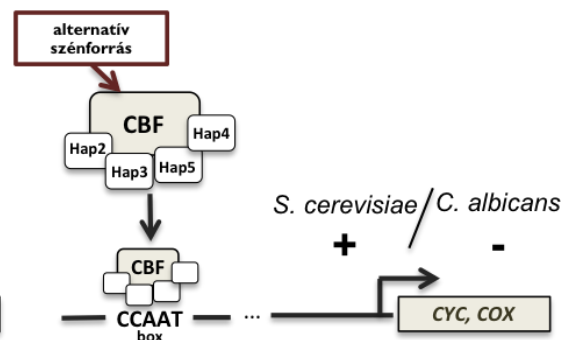 alternatív
szénforrás
CBF
Hap4
Hap2
Hap5
Hap3
S. cerevisiae / C. albicans
+ -
CBF
CCAAT ...
box
CYC, COX